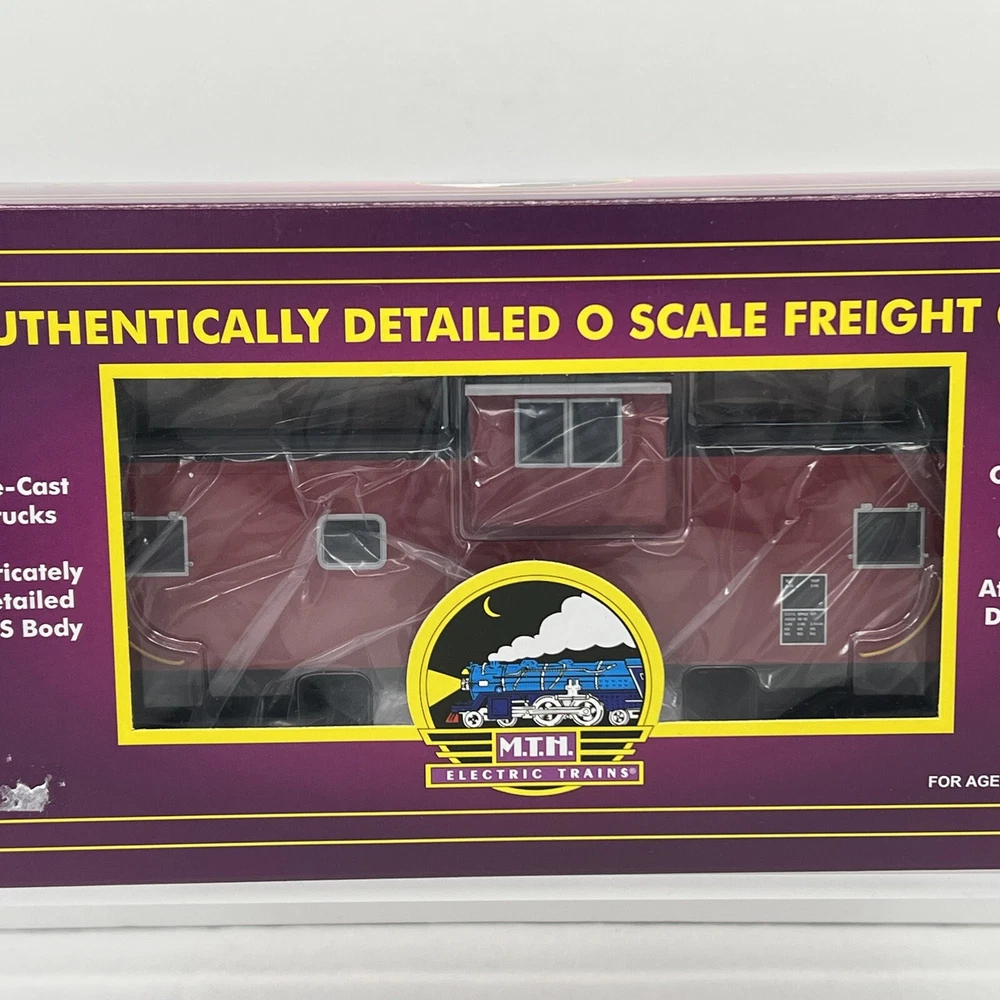 UTHENTICALLY DETAILED O SCALE FREIGHT
e-Cast
rucks
ricately
etailed
S Body
M.T.H.
ELECTRIC TRAINS®
FOR AGE